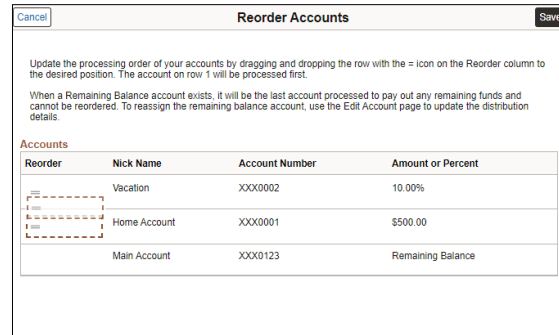 Cancel Reorder Accounts Save
Update the processing order of your accounts by dragging and dropping the row with the = icon on the Reorder column to
the desired position. The account on row 1 will be processed first.
When a Remaining Balance account exists, it will be the last account processed to pay out any remaining funds and
cannot be reordered. To reassign the remaining balance account, use the Edit Account page to update the distribution
details.
Accounts
Reorder Nick Name Account Number Amount or Percent
Vacation XXX0002 10.00%
Home Account XXX0001 $500.00
Main Account XXX0123 Remaining Balance